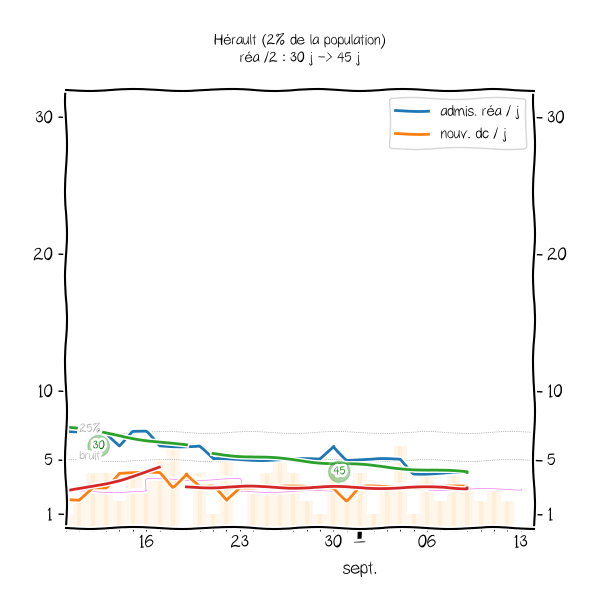 Hérault (2% de la population)
réa /2 : 30 j -> 45 j
admis. réa / j
nouv. dc / j
30 30
20 20
10 10
25%
30
bruit
5 5
45
1 1
16 23 30 06 13
sept.